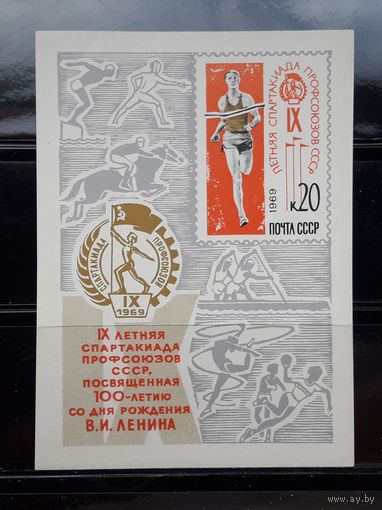 ЛЕТНЯЯ СПАРТАКИАДА ПРОФСОЮЗОВ СССР
IX
1969
К20
ПОЧТА СССР
СПАРТАКИАДА ПРОФСОЮЗОВ
IX
1969
IX ЛЕТНЯЯ
СПАРТАКИАДА
ПРОФСОЮЗОВ
СССР,
ПОСВЯЩЕННАЯ
100-ЛЕТИЮ
СО ДНЯ РОЖДЕНИЯ
В.И. ЛЕНИНА
ay.by